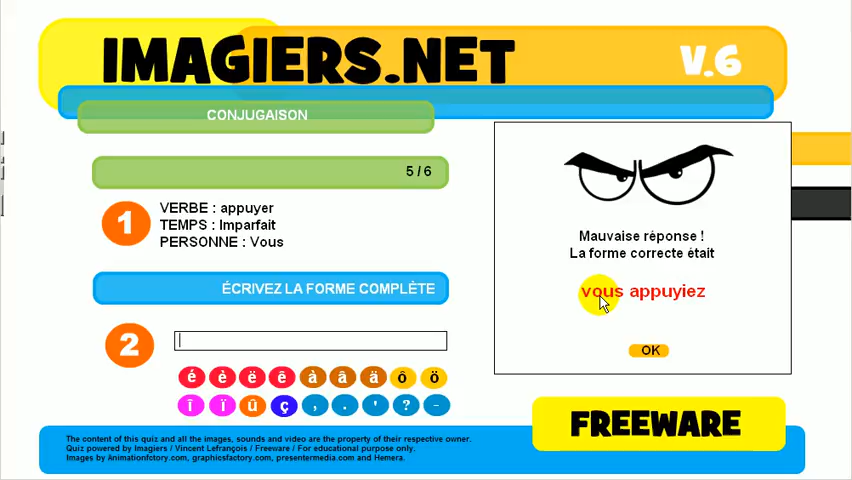 IMAGIERS.NET
V.6
CONJUGAISON
5 / 6
1
VERBE : appuyer
TEMPS : Imparfait
PERSONNE : Vous
ÉCRIVEZ LA FORME COMPLÈTE
2
é è ë ê à â ä ô ö
î ï û ç , . ' ? -
Mauvaise réponse !
La forme correcte était
vous appuyiez
OK
FREEWARE
The content of this quiz and all the images, sounds and video are the property of their respective owner.
Quiz powered by Imagiers / Vincent Lefrançois / Freeware / For educational purpose only.
Images by Animationfctory.com, graphicsfactory.com, presentermedia.com and Hemera.